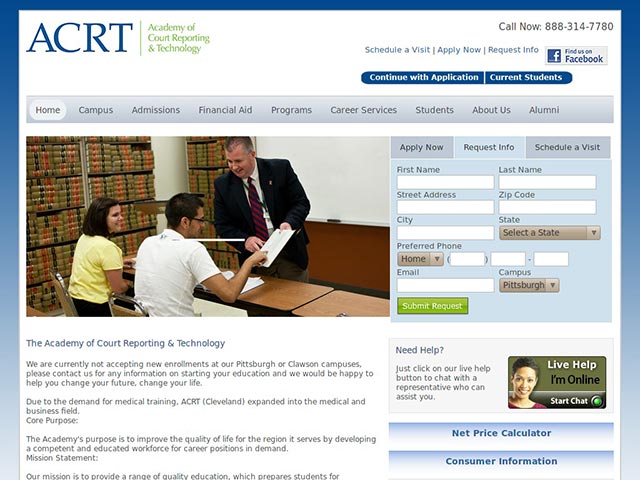 ACRT
Academy of
Court Reporting
& Technology
Call Now: 888-314-7780
Schedule a Visit | Apply Now | Request Info
Find us on
Facebook
Continue with Application
Current Students
Home
Campus
Admissions
Financial Aid
Programs
Career Services
Students
About Us
Alumni
Apply Now
Request Info
Schedule a Visit
First Name
Last Name
Street Address
Zip Code
City
State
Select a State
Preferred Phone
Home
( ) -
Email
Campus
Pittsburgh
Submit Request
The Academy of Court Reporting & Technology
We are currently not accepting new enrollments at our Pittsburgh or Clawson campuses,
please contact us for any information on starting your education and we would be happy to
help you change your future, change your life.
Due to the demand for medical training, ACRT (Cleveland) expanded into the medical and
business field.
Core Purpose:
The Academy's purpose is to improve the quality of life for the region it serves by developing
a competent and educated workforce for career positions in demand.
Mission Statement:
Our mission is to provide a range of quality education, which prepares students for
Need Help?
Just click on our live help
button to chat with a
representative who can
assist you.
Live Help
I'm Online
Start Chat
Net Price Calculator
Consumer Information